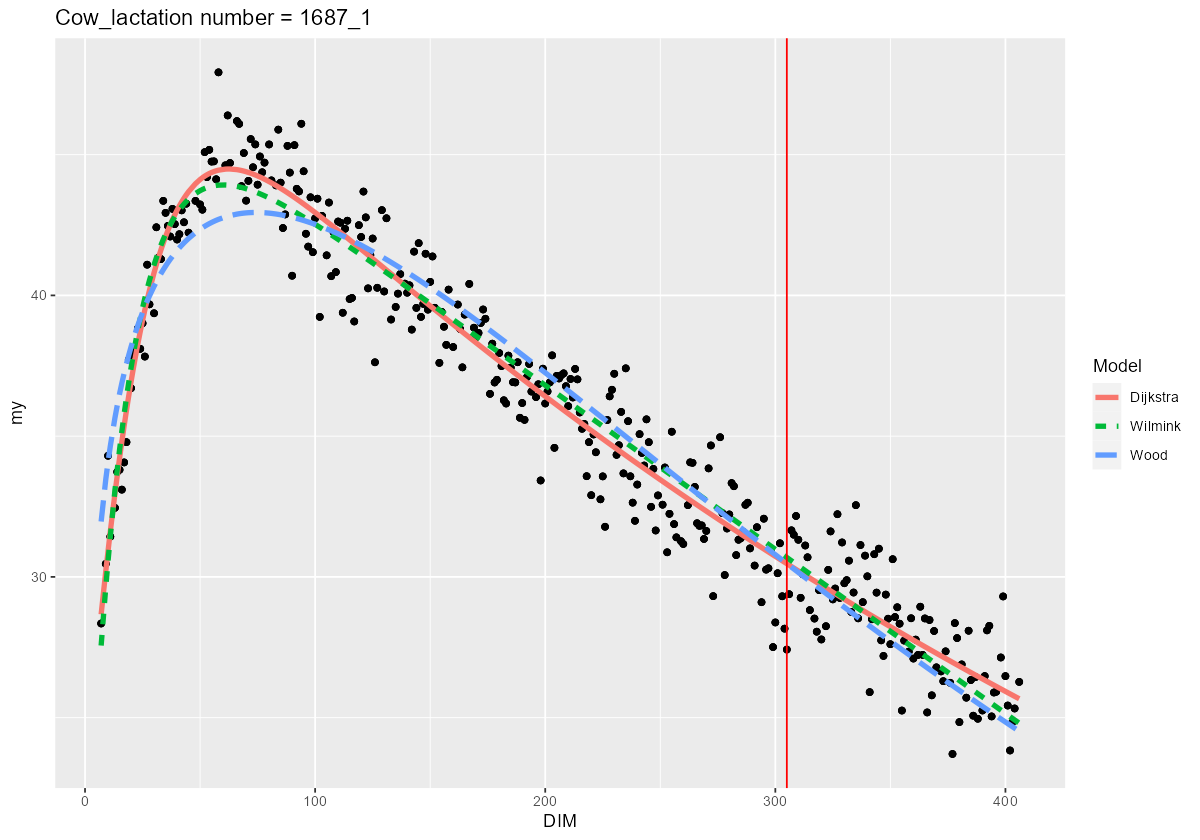 Cow_lactation number = 1687_1
my
40
30
0
100
200
300
400
DIM
Model
Dijkstra
Wilmink
Wood